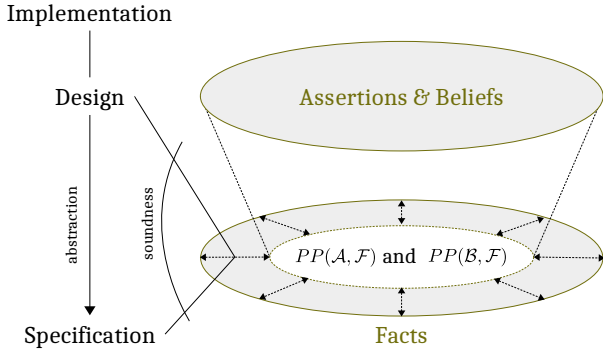 Implementation
Design
Assertions & Beliefs
abstraction
soundness
PP(𝒜, ℱ) and PP(ℬ, ℱ)
Specification
Facts